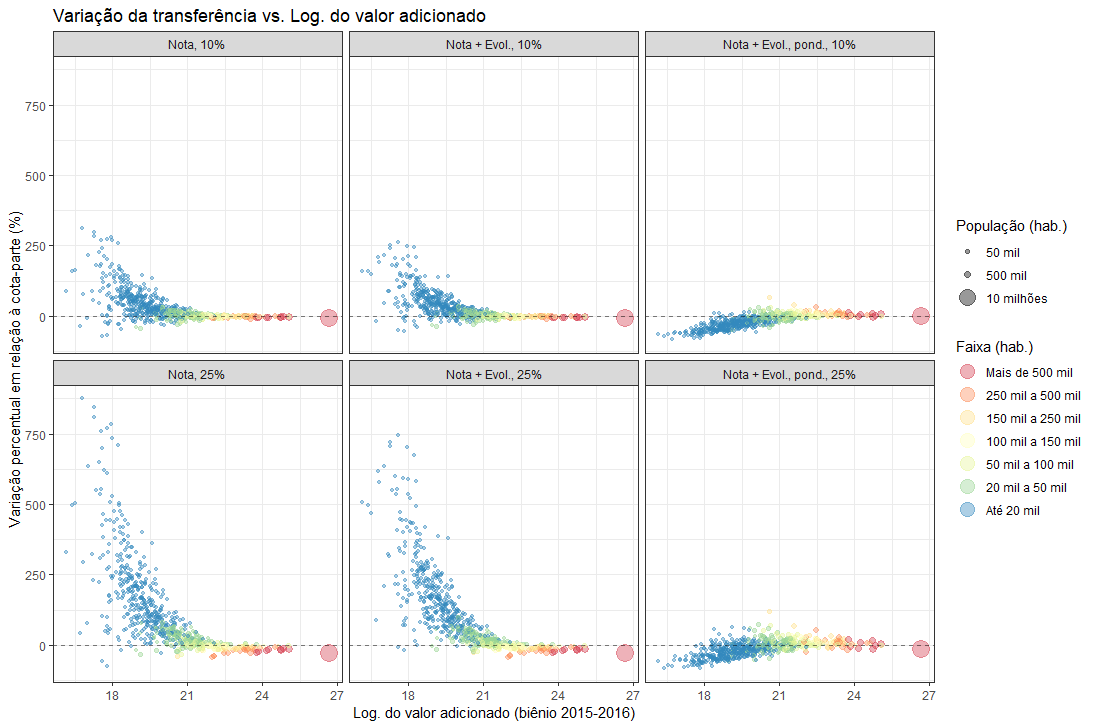 Variação da transferência vs. Log. do valor adicionado
Nota, 10%
Nota + Evol., 10%
Nota + Evol., pond., 10%
750
500
250
0
Nota, 25%
Nota + Evol., 25%
Nota + Evol., pond., 25%
750
500
250
0
18 21 24 27
18 21 24 27
18 21 24 27
Variação percentual em relação à cota-parte (%)
Log. do valor adicionado (biênio 2015-2016)
População (hab.)
50 mil
500 mil
10 milhões
Faixa (hab.)
Mais de 500 mil
250 mil a 500 mil
150 mil a 250 mil
100 mil a 150 mil
50 mil a 100 mil
20 mil a 50 mil
Até 20 mil